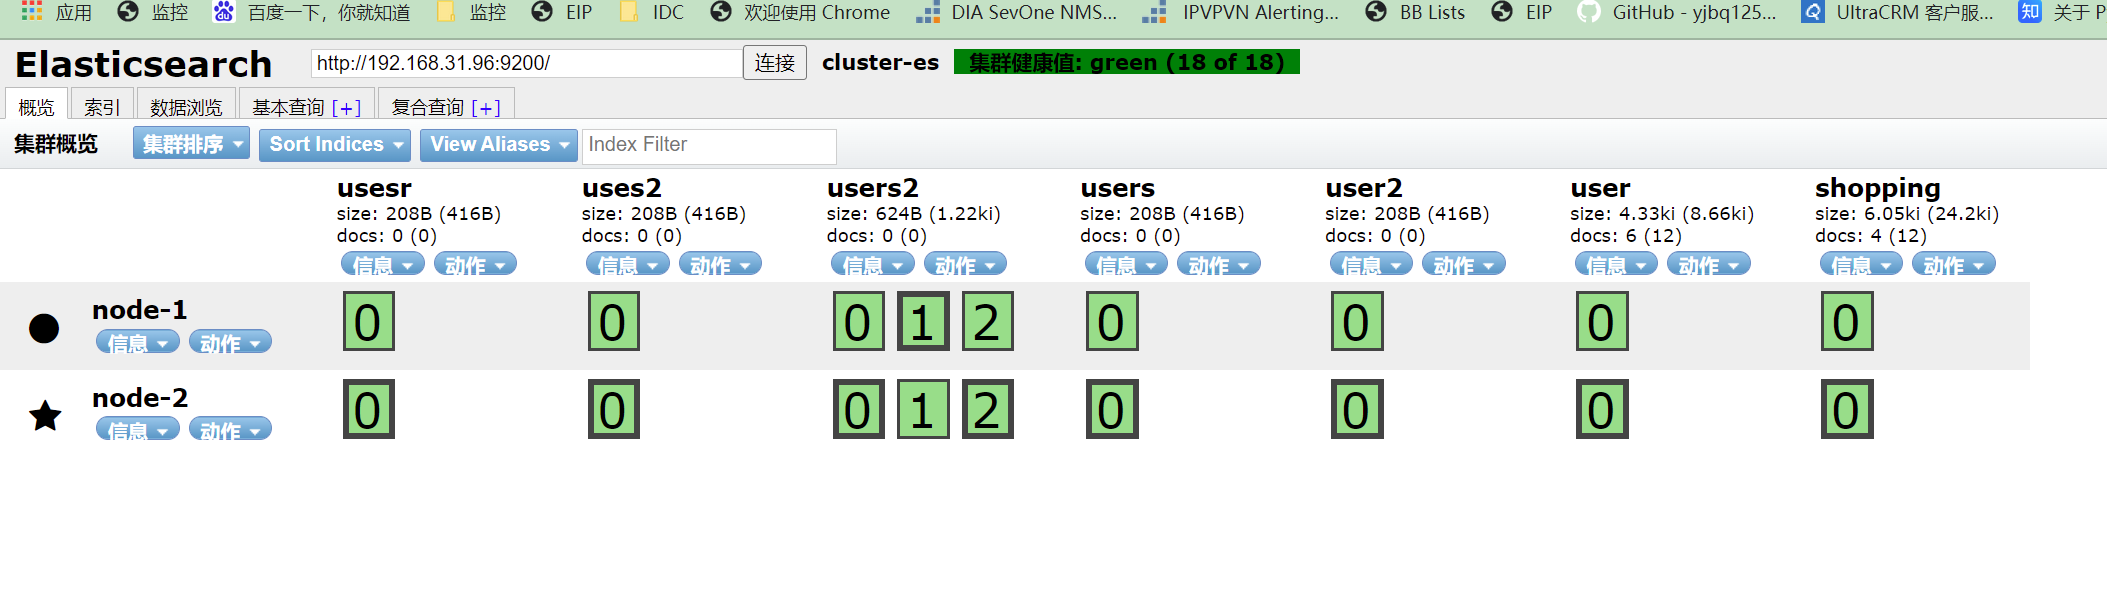 应用 监控 百度一下，你就知道 监控 EIP IDC 欢迎使用 Chrome DIA SevOne NMS... IPVPVN Alerting... BB Lists EIP GitHub - yjbq125... UltraCRM 客户服... 知 关于 P
Elasticsearch http://192.168.31.96:9200/ 连接 cluster-es 集群健康值: green (18 of 18)
概览 索引 数据浏览 基本查询 [+] 复合查询 [+]
集群概览 集群排序 Sort Indices View Aliases Index Filter
usesr uses2 users2 users user2 user shopping
size: 208B (416B) size: 208B (416B) size: 624B (1.22ki) size: 208B (416B) size: 208B (416B) size: 4.33ki (8.66ki) size: 6.05ki (24.2ki)
docs: 0 (0) docs: 0 (0) docs: 0 (0) docs: 0 (0) docs: 0 (0) docs: 6 (12) docs: 4 (12)
信息 动作 信息 动作 信息 动作 信息 动作 信息 动作 信息 动作 信息 动作
node-1 0 0 0 1 2 0 0 0 0
信息 动作
node-2 0 0 0 1 2 0 0 0 0
信息 动作